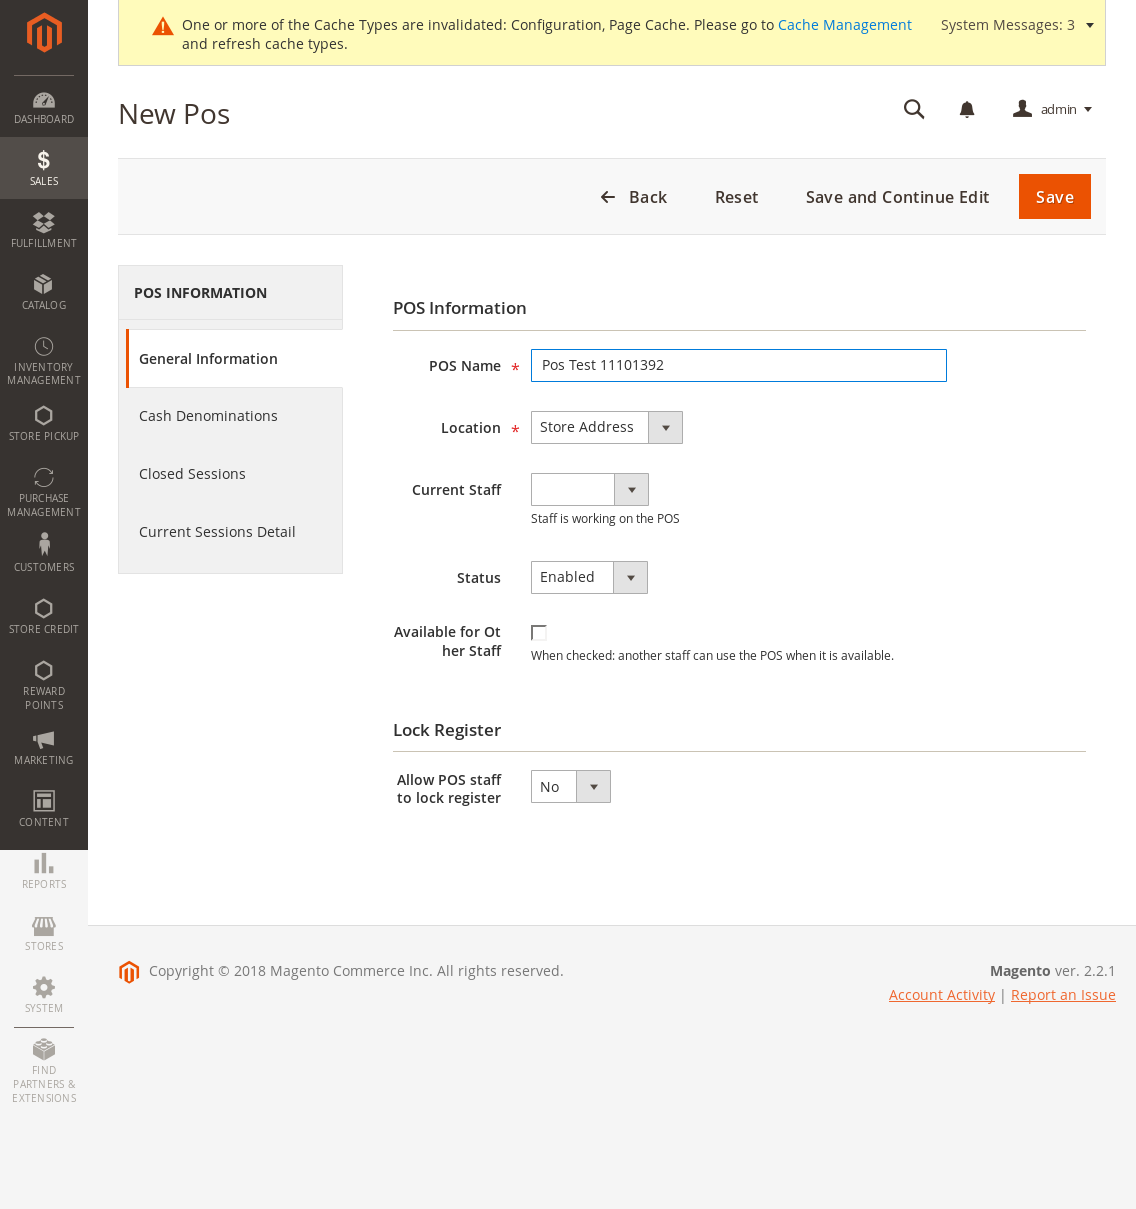 One or more of the Cache Types are invalidated: Configuration, Page Cache. Please go to Cache Management
and refresh cache types.
System Messages: 3
New Pos
admin
Back
Reset
Save and Continue Edit
Save
DASHBOARD
$
SALES
FULFILLMENT
CATALOG
INVENTORY
MANAGEMENT
STORE PICKUP
PURCHASE
MANAGEMENT
CUSTOMERS
STORE CREDIT
REWARD
POINTS
MARKETING
CONTENT
REPORTS
STORES
SYSTEM
FIND
PARTNERS &
EXTENSIONS
POS INFORMATION
General Information
Cash Denominations
Closed Sessions
Current Sessions Detail
POS Information
POS Name *
Pos Test 11101392
Location *
Store Address
Current Staff
Staff is working on the POS
Status
Enabled
Available for Ot
her Staff
When checked: another staff can use the POS when it is available.
Lock Register
Allow POS staff
to lock register
No
Copyright © 2018 Magento Commerce Inc. All rights reserved.
Magento ver. 2.2.1
Account Activity | Report an Issue